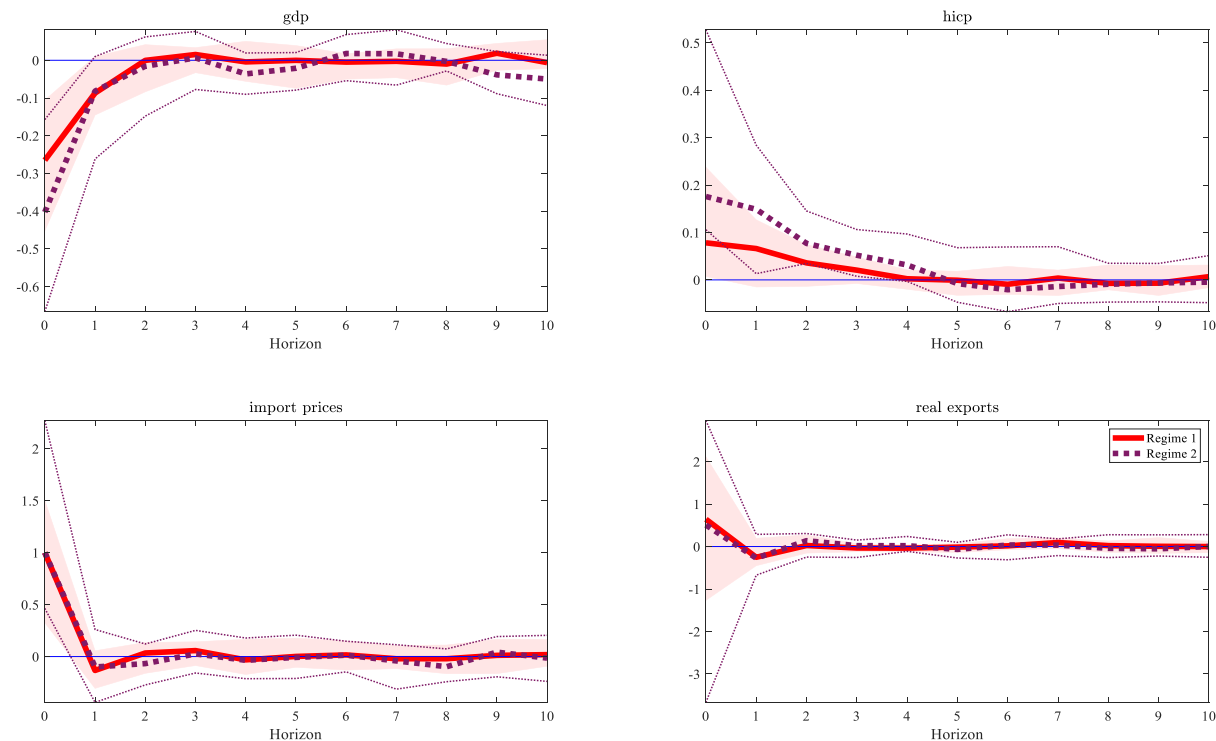 gdp
0
-0.1
-0.2
-0.3
-0.4
-0.5
-0.6
0 1 2 3 4 5 6 7 8 9 10
Horizon
hicp
0.5
0.4
0.3
0.2
0.1
0
0 1 2 3 4 5 6 7 8 9 10
Horizon
import prices
2
1.5
1
0.5
0
0 1 2 3 4 5 6 7 8 9 10
Horizon
real exports
Regime 1
Regime 2
2
1
0
-1
-2
-3
0 1 2 3 4 5 6 7 8 9 10
Horizon